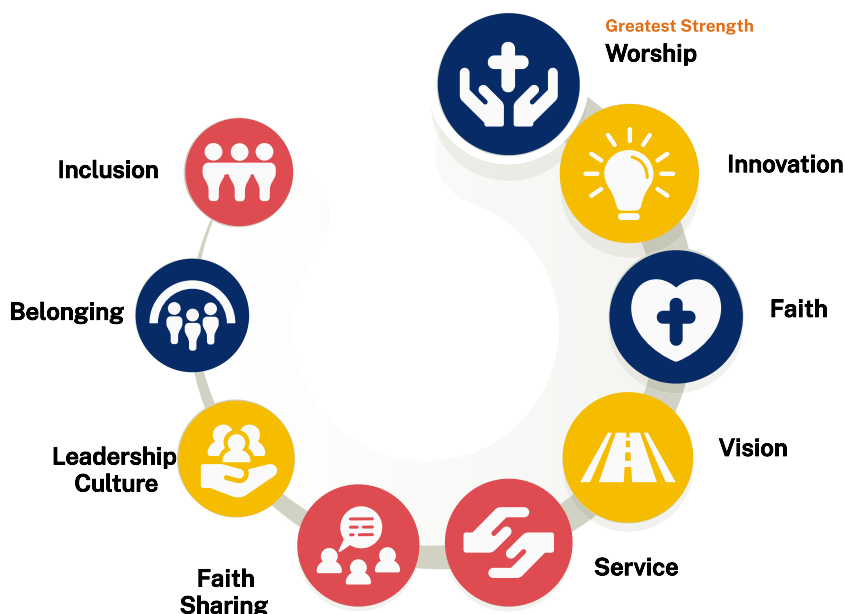 Greatest Strength
Worship
Innovation
Faith
Vision
Service
Faith
Sharing
Leadership
Culture
Belonging
Inclusion